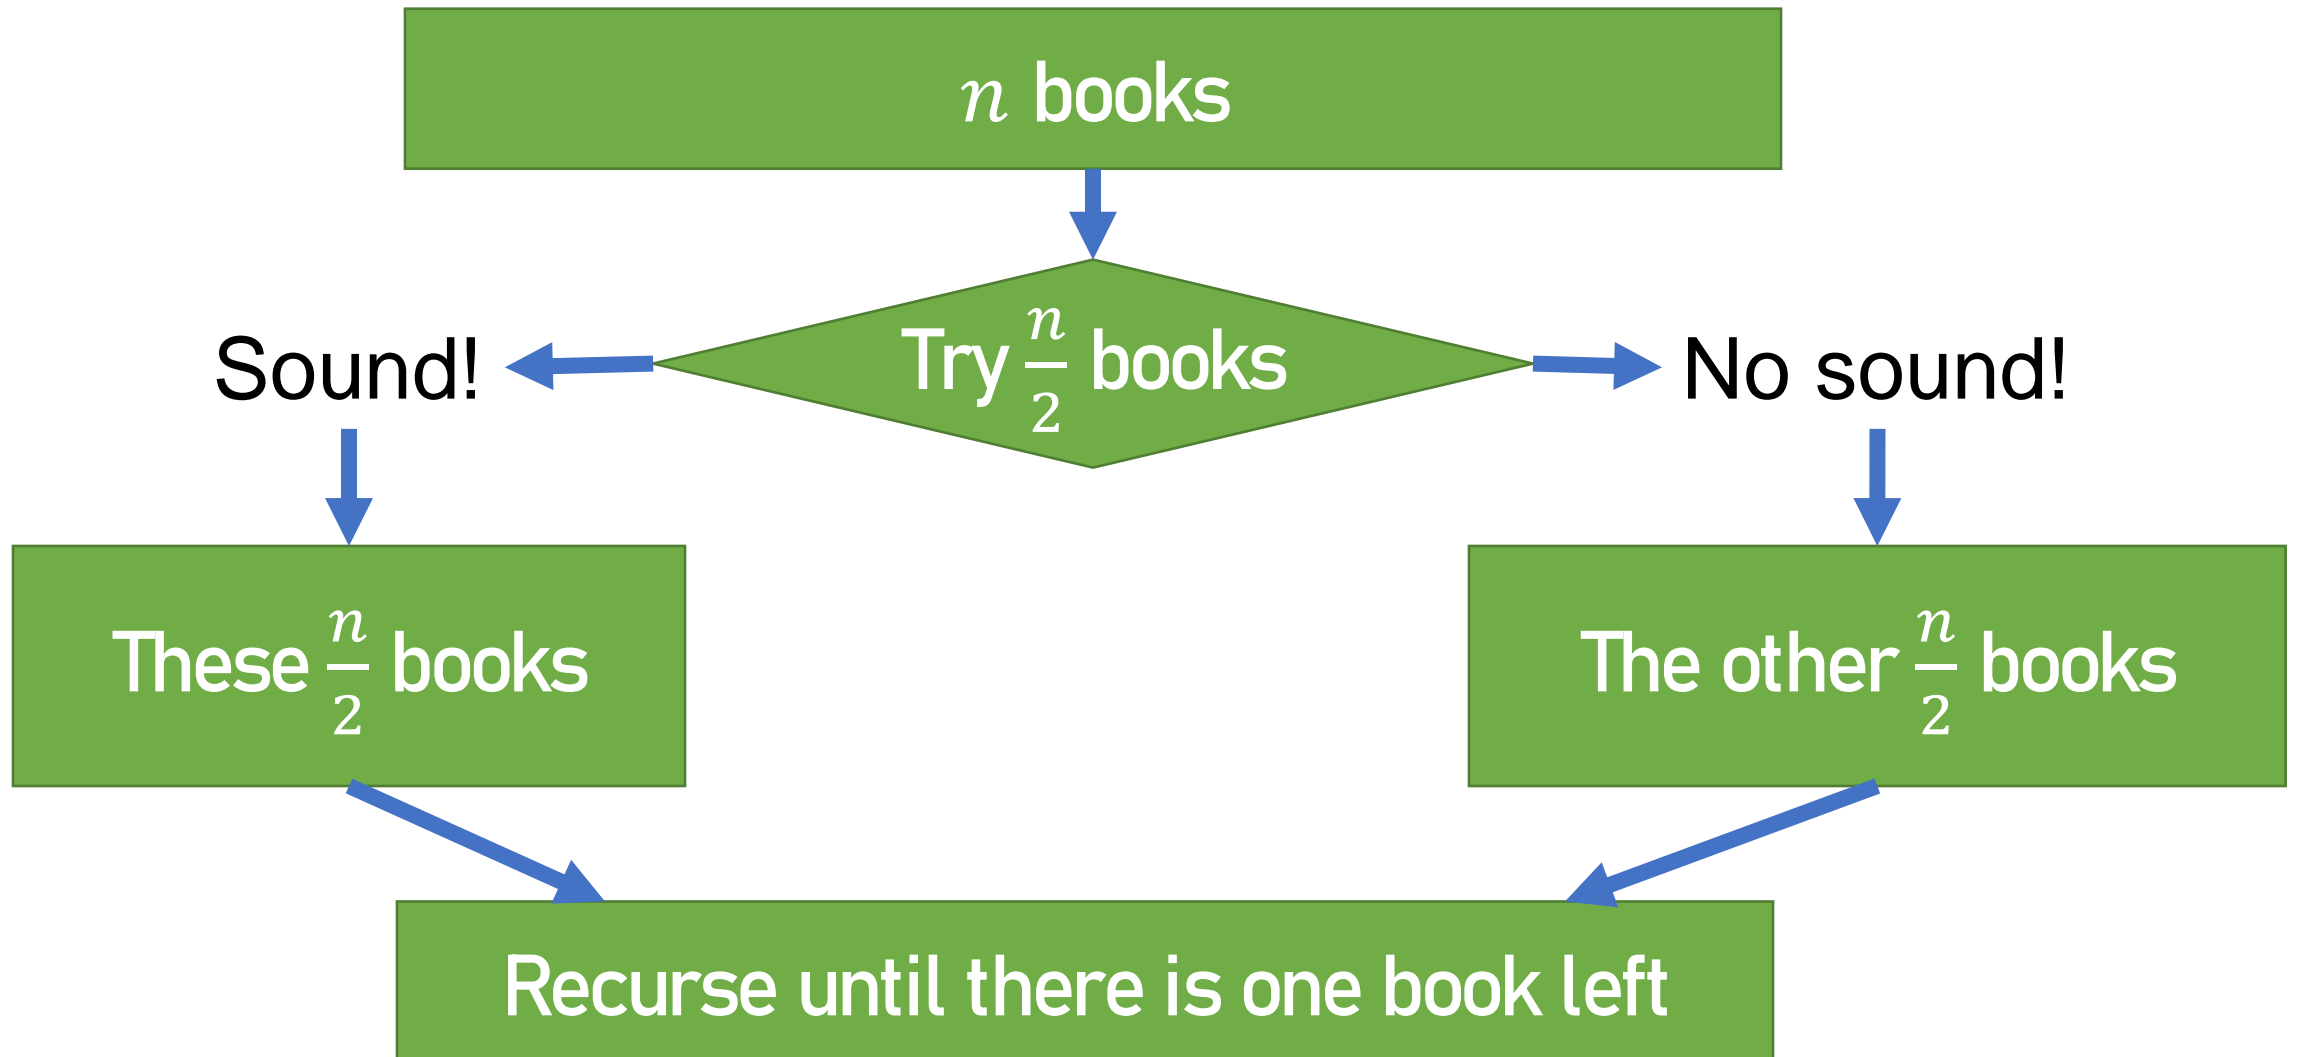 n books
Sound!
Try n/2 books
No sound!
These n/2 books
The other n/2 books
Recurse until there is one book left